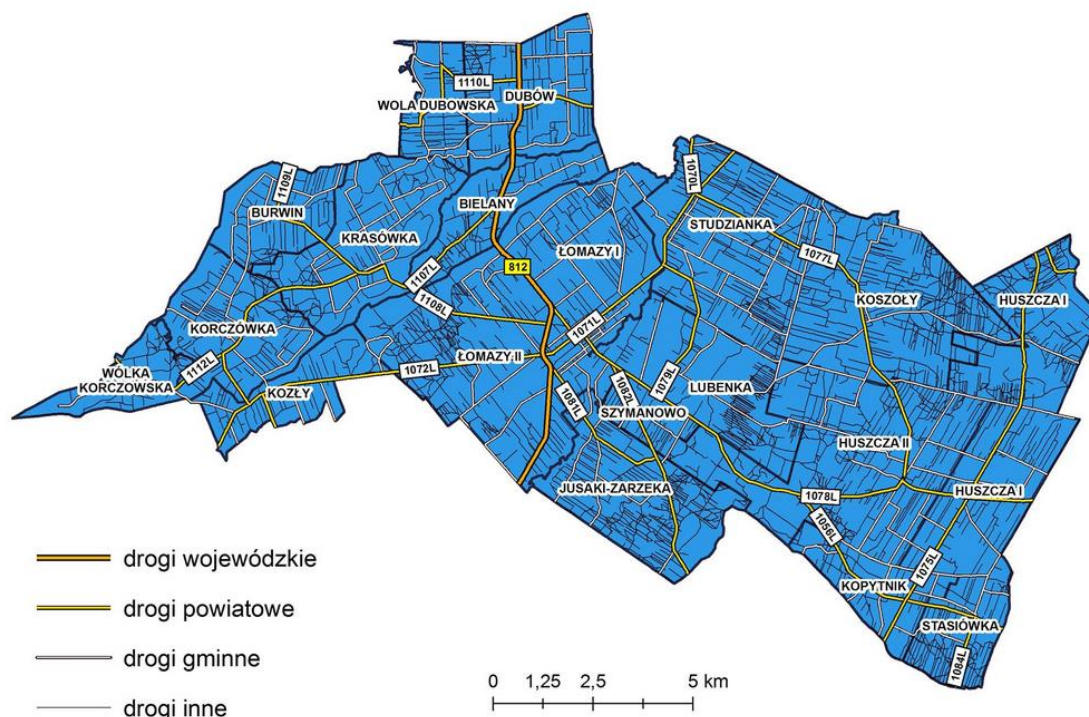 1110L
WOLA DUBOWSKA
DUBÓW
1109L
BURWIN
BIELANY
KRASÓWKA
1107L
812
ŁOMAZY I
1070L
STUDZIANKA
1077L
KOSZOŁY
HUSZCZA I
1108L
1071L
KORCZÓWKA
1112L
WÓLKA
KORCZOWSKA
KOZŁY
1072L
ŁOMAZY II
1081L
1082L
1079L
LUBENKA
SZYMANOWO
HUSZCZA II
JUSAKI-ZARZEKA
1078L
HUSZCZA I
1056L
1075L
KOPYTNIK
STASIÓWKA
1084L
drogi wojewódzkie
drogi powiatowe
drogi gminne
drogi inne
0 1,25 2,5 5 km